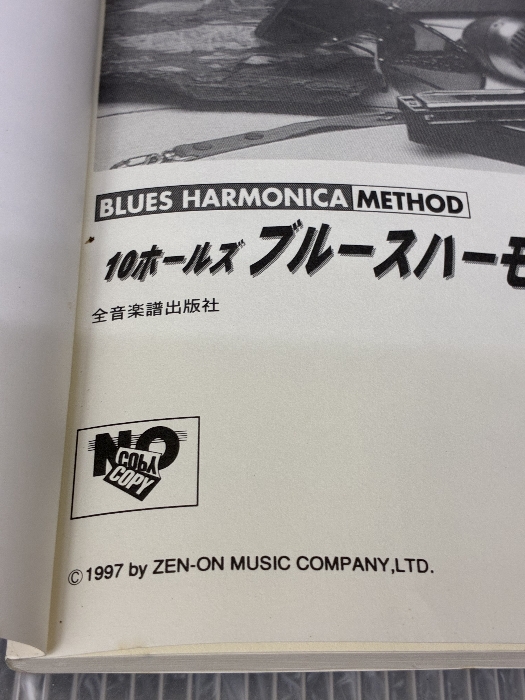 BLUES HARMONICA METHOD
10ホールズ ブルースハーモ
全音楽譜出版社
NO
COPY
COPY
©1997 by ZEN-ON MUSIC COMPANY,LTD.